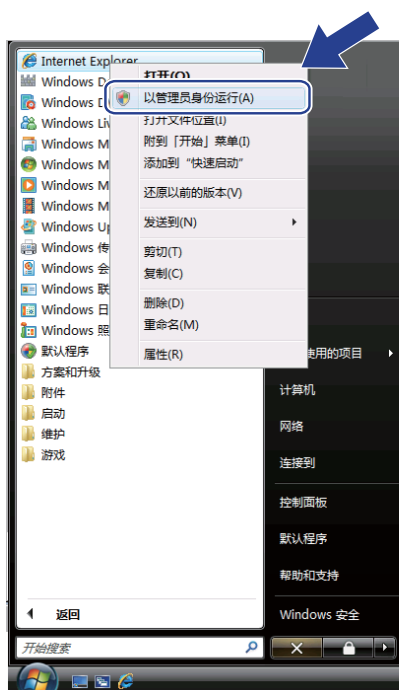 Internet Explorer
Windows D
Windows D
Windows Liv
Windows M
Windows M
Windows M
Windows M
Windows Up
Windows 传
Windows 会
Windows 联
Windows 日
Windows 照
默认程序
方案和升级
附件
启动
维护
游戏
返回
开始搜索
打开(O)
以管理员身份运行(A)
打开文件位置(I)
附到「开始」菜单(I)
添加到“快速启动”
还原以前的版本(V)
发送到(N)
剪切(T)
复制(C)
删除(D)
重命名(M)
属性(R)
使用的项目
计算机
网络
连接到
控制面板
默认程序
帮助和支持
Windows 安全